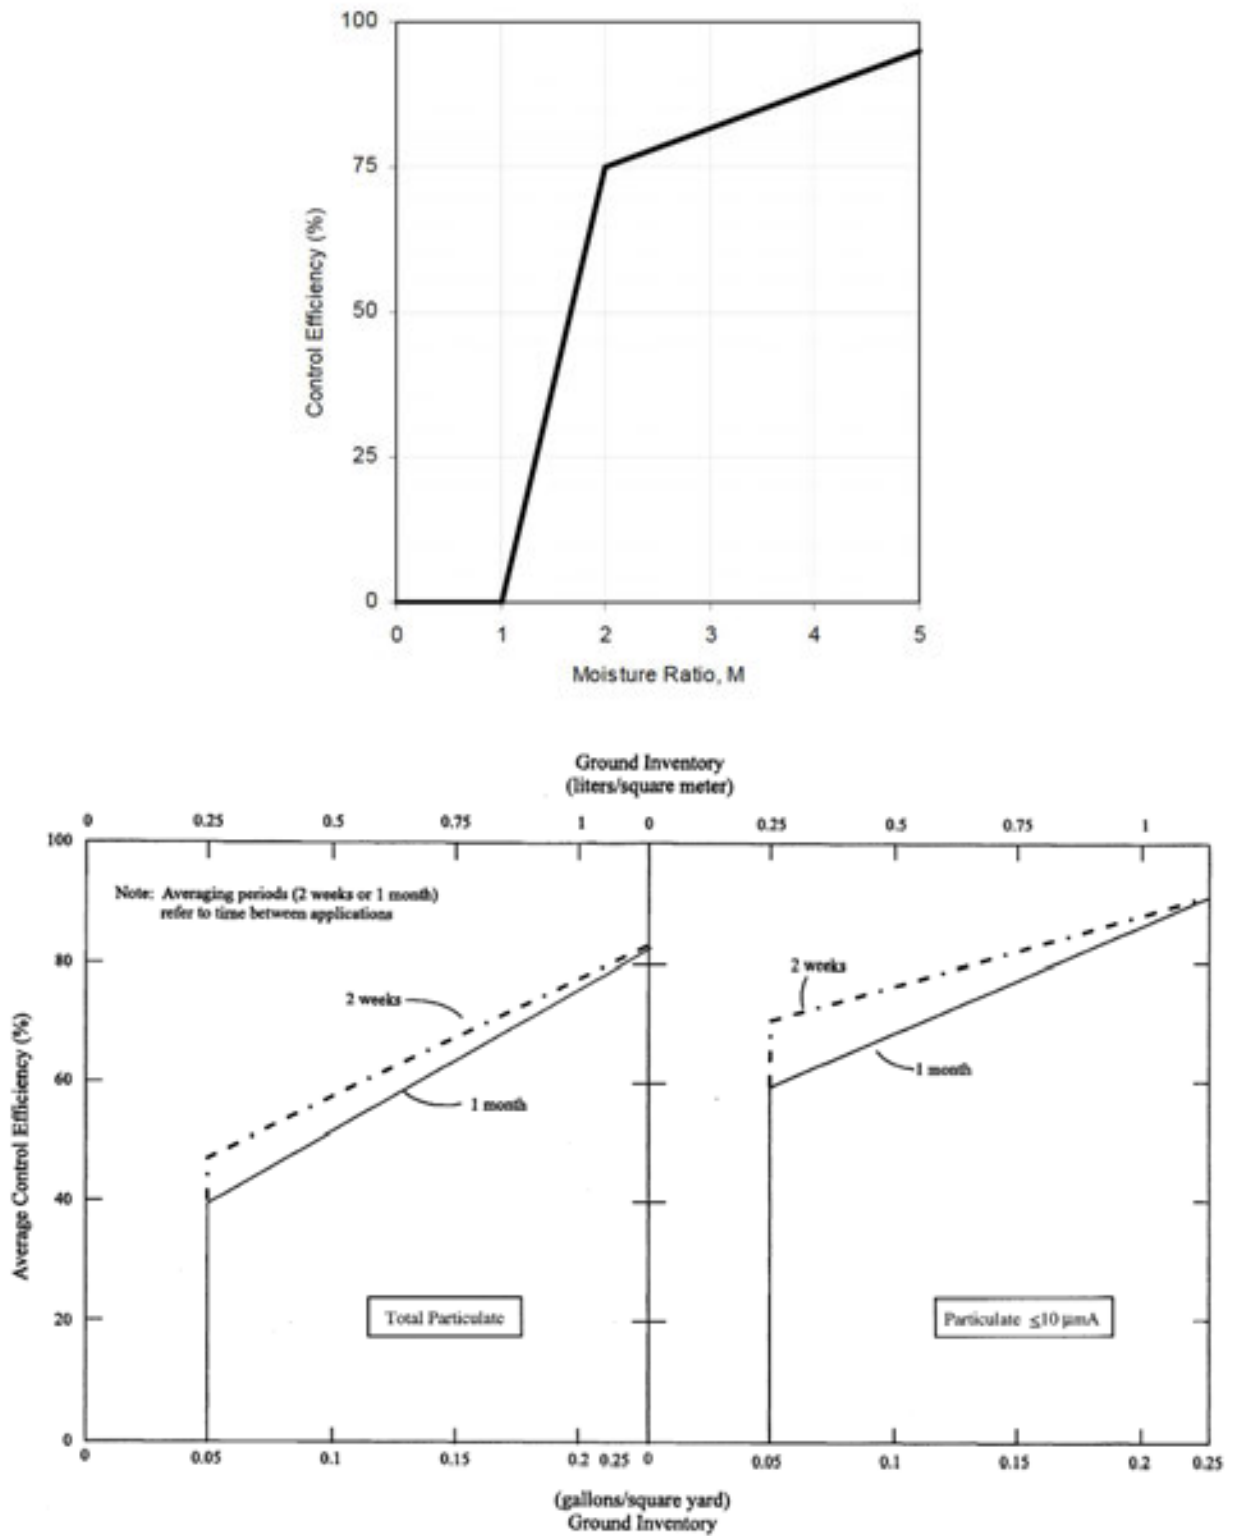 100
75
50
25
0
Control Efficiency (%)
0 1 2 3 4 5
Moisture Ratio, M
Ground Inventory
(liters/square meter)
0 0.25 0.5 0.75 1 0 0.25 0.5 0.75 1
100
80
60
40
20
0
Average Control Efficiency (%)
Note: Averaging periods (2 weeks or 1 month)
refer to time between applications
2 weeks
1 month
Total Particulate
2 weeks
1 month
Particulate ≤10 µmA
0 0.05 0.1 0.15 0.2 0.25 0 0.05 0.1 0.15 0.2 0.25
(gallons/square yard)
Ground Inventory